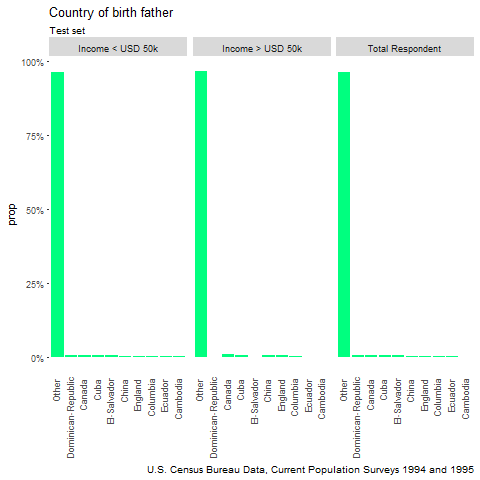 Country of birth father
Test set
Income < USD 50k
Income > USD 50k
Total Respondent
100%
75%
50%
25%
0%
prop
Other
Dominican-Republic
Canada
Cuba
El-Salvador
China
England
Columbia
Ecuador
Cambodia
Other
Dominican-Republic
Canada
Cuba
El-Salvador
China
England
Columbia
Ecuador
Cambodia
Other
Dominican-Republic
Canada
Cuba
El-Salvador
China
England
Columbia
Ecuador
Cambodia
U.S. Census Bureau Data, Current Population Surveys 1994 and 1995